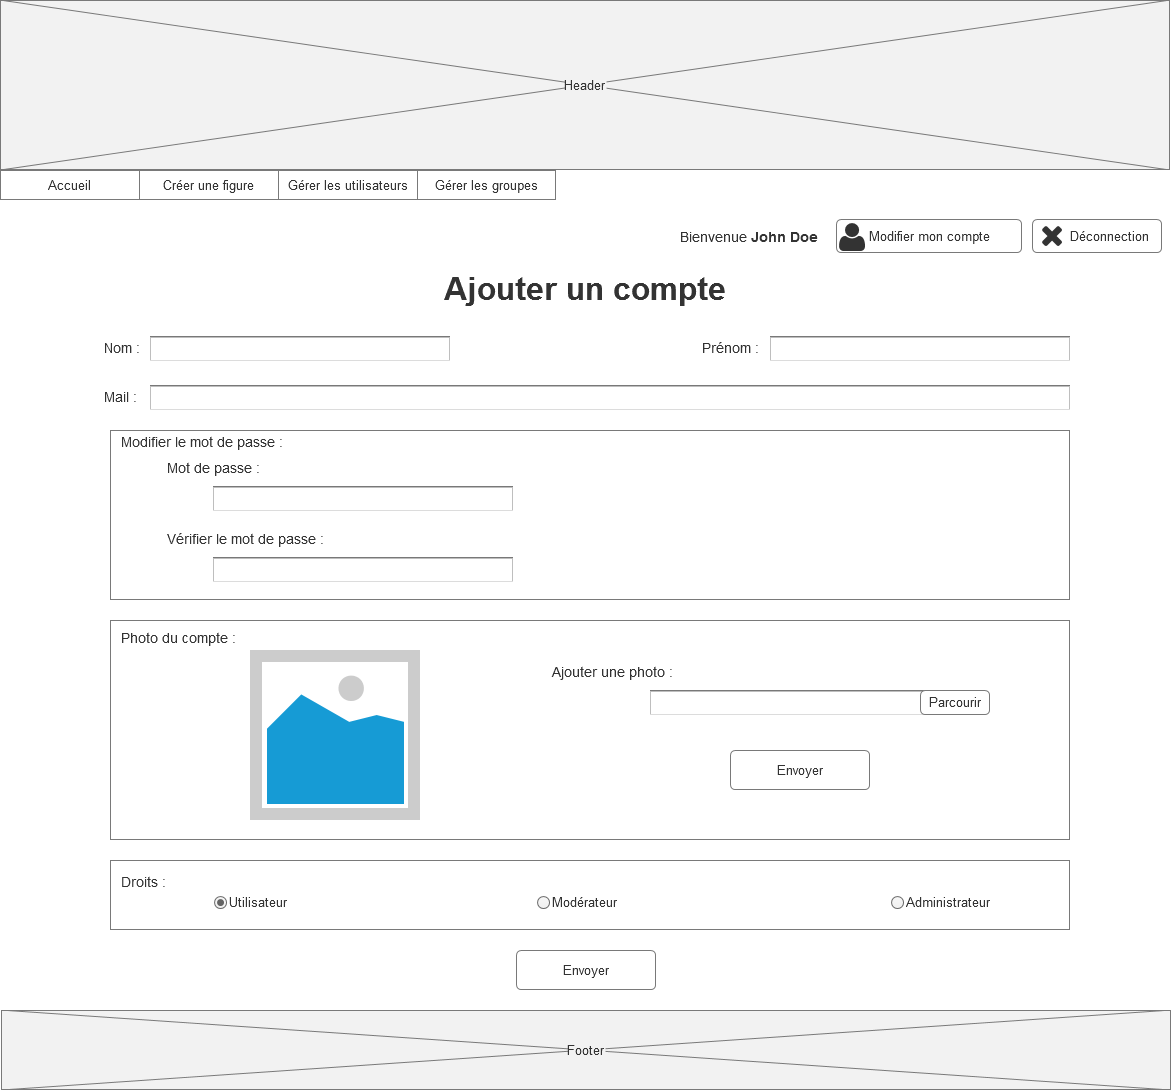 Header
Accueil Créer une figure Gérer les utilisateurs Gérer les groupes
Bienvenue John Doe Modifier mon compte Déconnection
Ajouter un compte
Nom : Prénom :
Mail :
Modifier le mot de passe :
Mot de passe :
Vérifier le mot de passe :
Photo du compte :
Ajouter une photo :
Parcourir
Envoyer
Droits :
Utilisateur Modérateur Administrateur
Envoyer
Footer